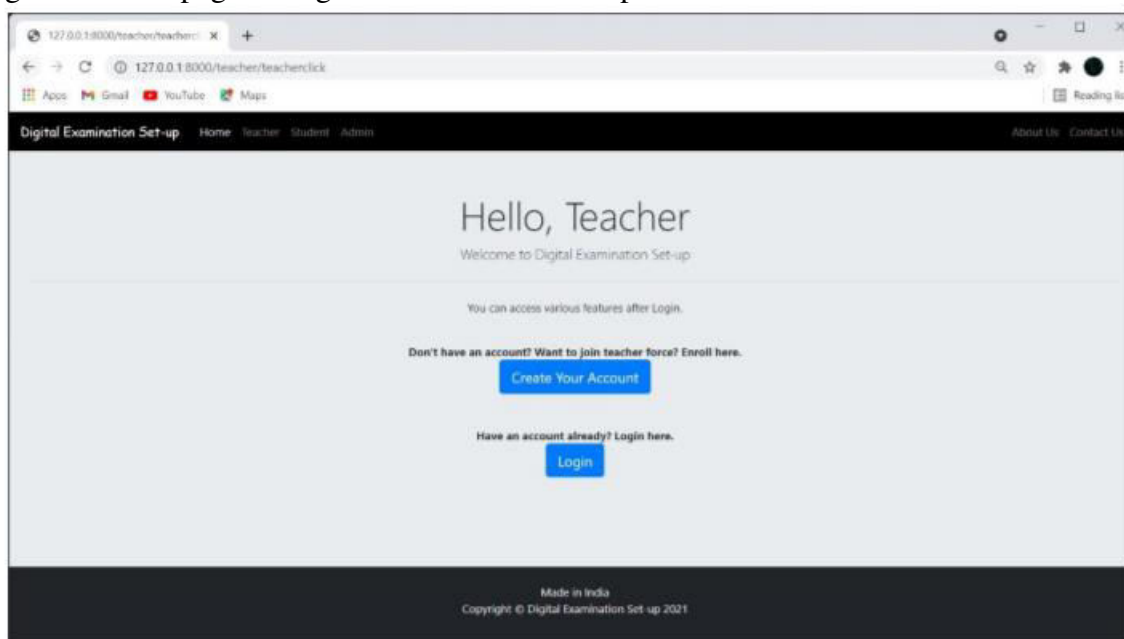 127.0.0.1:8000/teacher/teachercl
127.0.0.1:8000/teacher/teacherclick
Apps Gmail YouTube Maps Reading lis
Digital Examination Set-up Home Teacher Student Admin About Us Contact Us
Hello, Teacher
Welcome to Digital Examination Set-up
You can access various features after Login.
Don't have an account? Want to join teacher force? Enroll here.
Create Your Account
Have an account already? Login here.
Login
Made in India
Copyright © Digital Examination Set-up 2021